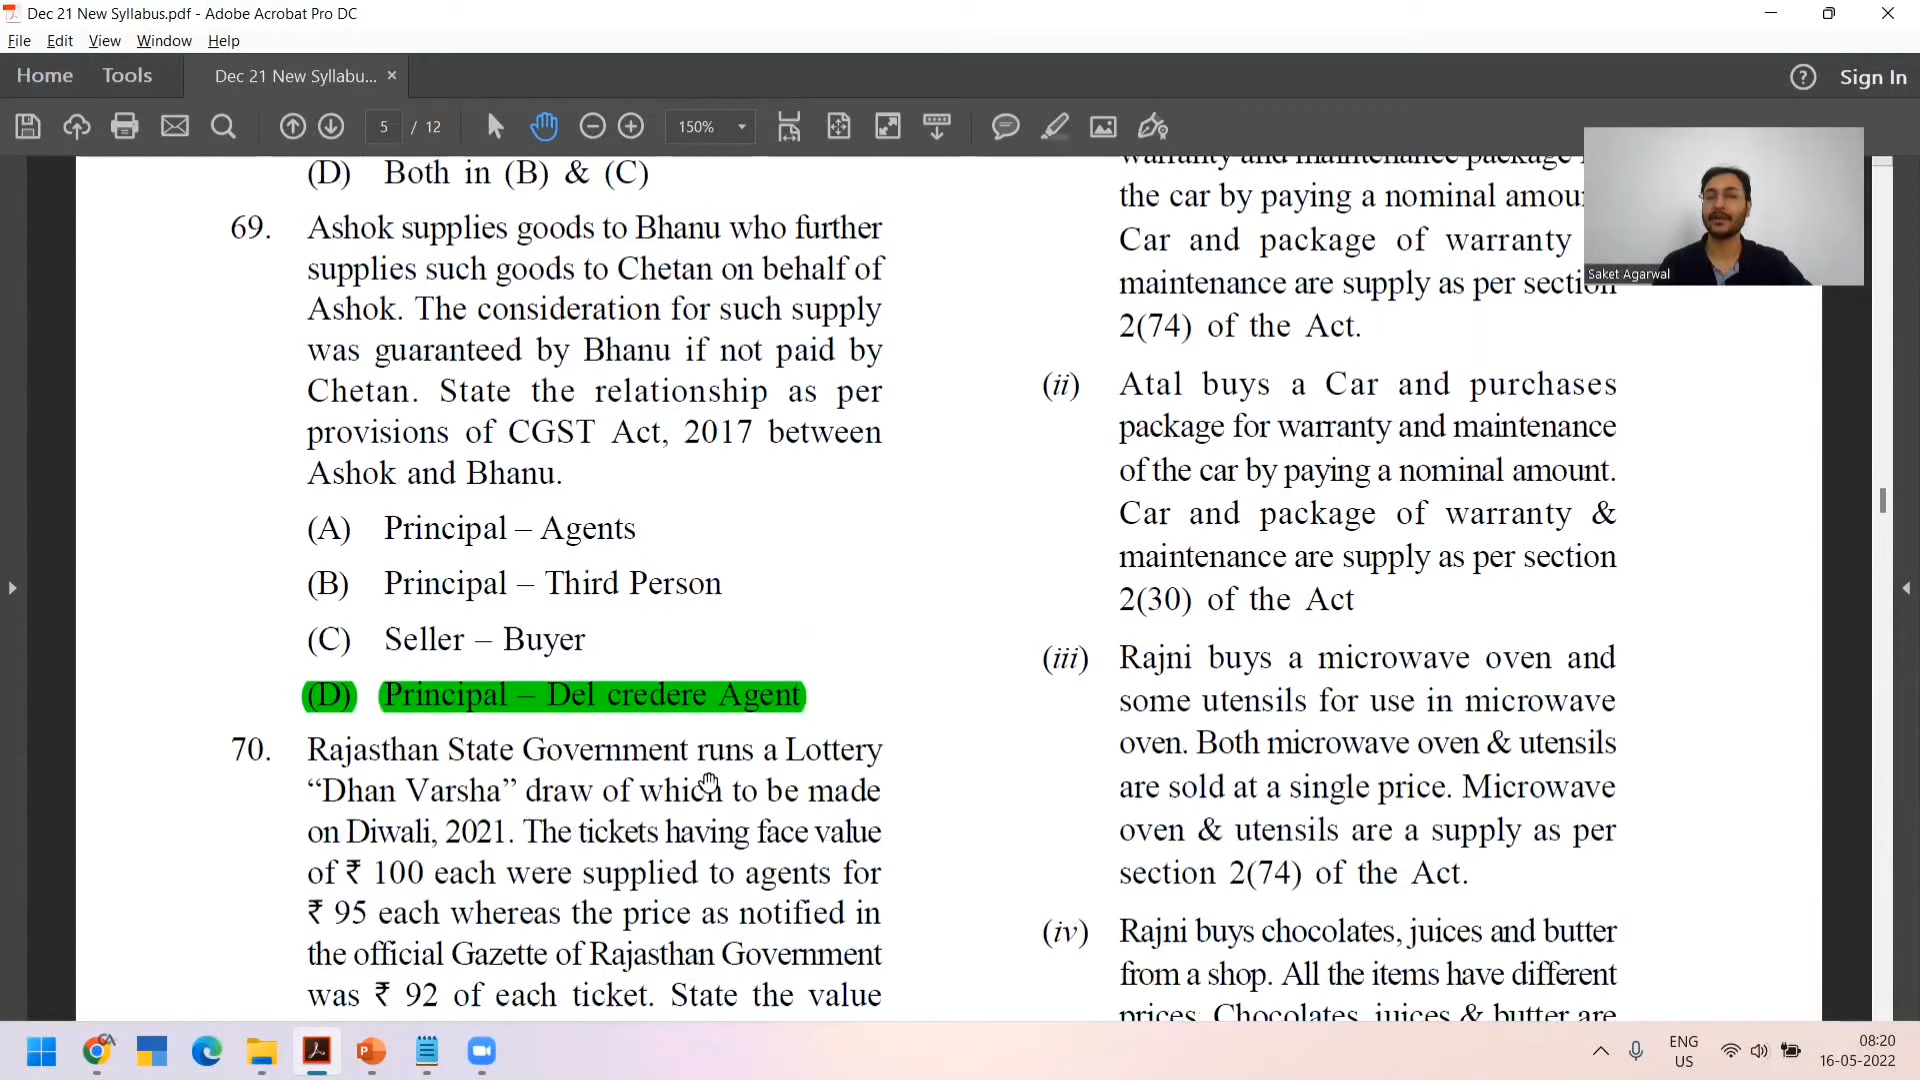 Dec 21 New Syllabus.pdf - Adobe Acrobat Pro DC
File Edit View Window Help
Home Tools Dec 21 New Syllabu... × Sign In
5 / 12 150%
(D) Both in (B) & (C)
69. Ashok supplies goods to Bhanu who further
supplies such goods to Chetan on behalf of
Ashok. The consideration for such supply
was guaranteed by Bhanu if not paid by
Chetan. State the relationship as per
provisions of CGST Act, 2017 between
Ashok and Bhanu.
(A) Principal – Agents
(B) Principal – Third Person
(C) Seller – Buyer
(D) Principal – Del credere Agent
70. Rajasthan State Government runs a Lottery
“Dhan Varsha” draw of which to be made
on Diwali, 2021. The tickets having face value
of ₹ 100 each were supplied to agents for
₹ 95 each whereas the price as notified in
the official Gazette of Rajasthan Government
was ₹ 92 of each ticket. State the value
warranty and maintenance package
the car by paying a nominal
Car and package of warranty
maintenance are supply as per section
2(74) of the Act.
(ii) Atal buys a Car and purchases
package for warranty and maintenance
of the car by paying a nominal amount.
Car and package of warranty &
maintenance are supply as per section
2(30) of the Act
(iii) Rajni buys a microwave oven and
some utensils for use in microwave
oven. Both microwave oven & utensils
are sold at a single price. Microwave
oven & utensils are a supply as per
section 2(74) of the Act.
(iv) Rajni buys chocolates, juices and butter
from a shop. All the items have different
prices. Chocolates, juices & butter are
Saket Agarwal
ENG
US
08:20
16-05-2022